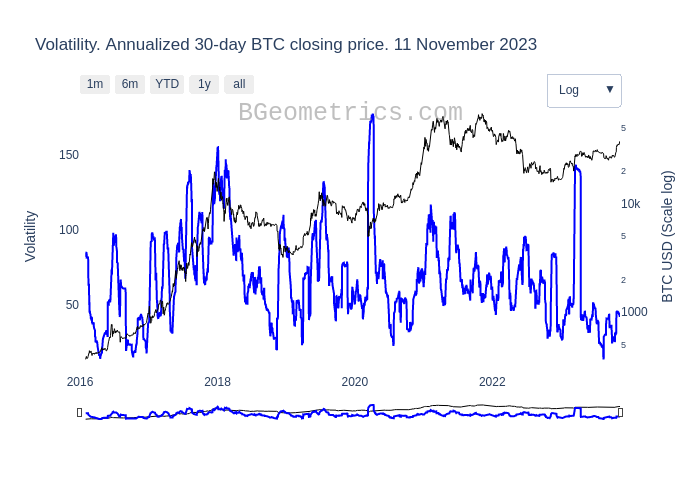 Volatility. Annualized 30-day BTC closing price. 11 November 2023
1m 6m YTD 1y all
Log ▼
BGeometrics.com
Volatility
150
100
50
5
2
10k
5
2
1000
5
BTC USD (Scale log)
2016 2018 2020 2022